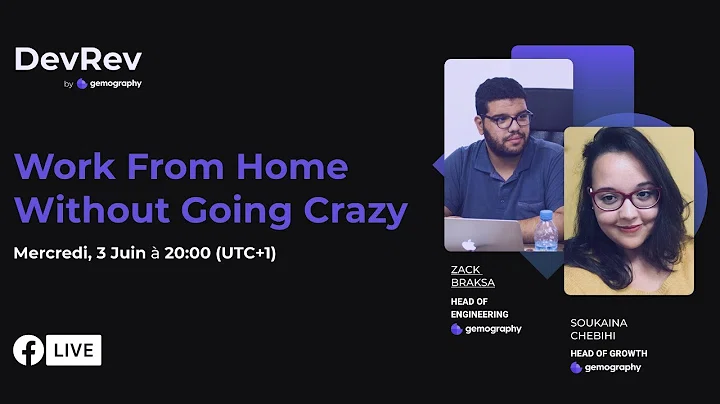 DevRev
by gemography
Work From Home
Without Going Crazy
Mercredi, 3 Juin à 20:00 (UTC+1)
LIVE
ZACK
BRAKSA
HEAD OF
ENGINEERING
gemography
SOUKAINA
CHEBIHI
HEAD OF GROWTH
gemography